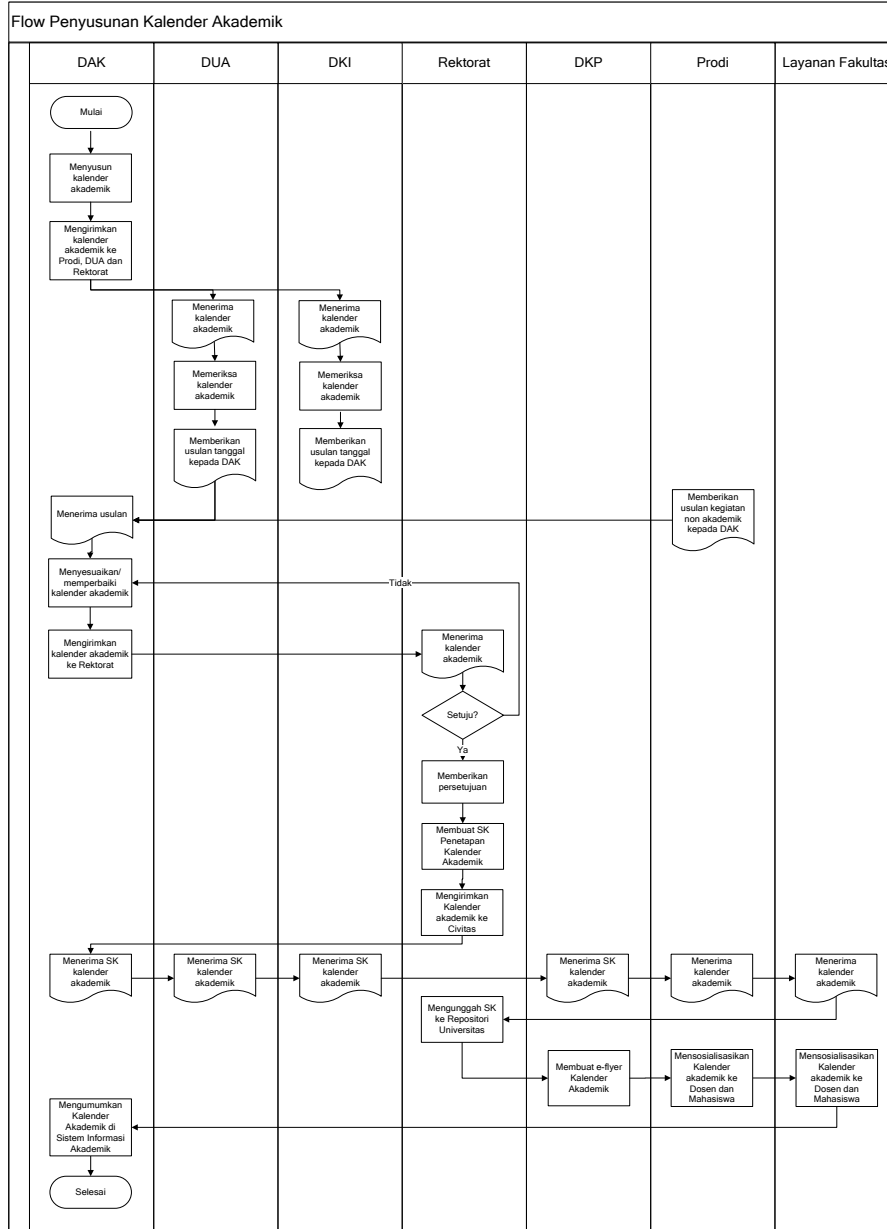 Flow Penyusunan Kalender Akademik
DAK
DUA
DKI
Rektorat
DKP
Prodi
Layanan Fakultas
Mulai
Menyusun
kalender
akademik
Mengirimkan
kalender
akademik ke
Prodi, DUA dan
Rektorat
Menerima
kalender
akademik
Menerima
kalender
akademik
Memeriksa
kalender
akademik
Memeriksa
kalender
akademik
Memberikan
usulan tanggal
kepada DAK
Memberikan
usulan tanggal
kepada DAK
Menerima usulan
Memberikan
usulan kegiatan
non akademik
kepada DAK
Menyesuaikan/
memperbaiki
kalender akademik
Tidak
Mengirimkan
kalender akademik
ke Rektorat
Menerima
kalender
akademik
Setuju?
Ya
Memberikan
persetujuan
Membuat SK
Penetapan
Kalender
Akademik
Mengirimkan
Kalender
akademik ke
Civitas
Menerima SK
kalender
akademik
Menerima SK
kalender
akademik
Menerima SK
kalender
akademik
Menerima SK
kalender
akademik
Menerima
kalender
akademik
Menerima
kalender
akademik
Mengunggah SK
ke Repositori
Universitas
Membuat e-flyer
Kalender
Akademik
Mensosialisasikan
Kalender
akademik ke
Dosen dan
Mahasiswa
Mensosialisasikan
Kalender
akademik ke
Dosen dan
Mahasiswa
Mengumumkan
Kalender
Akademik di
Sistem Informasi
Akademik
Selesai